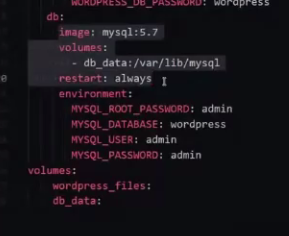 WORDPRESS_DB_PASSWORD: wordpress
db:
image: mysql:5.7
volumes:
- db_data:/var/lib/mysql
restart: always
environment:
MYSQL_ROOT_PASSWORD: admin
MYSQL_DATABASE: wordpress
MYSQL_USER: admin
MYSQL_PASSWORD: admin
volumes:
wordpress_files:
db_data: